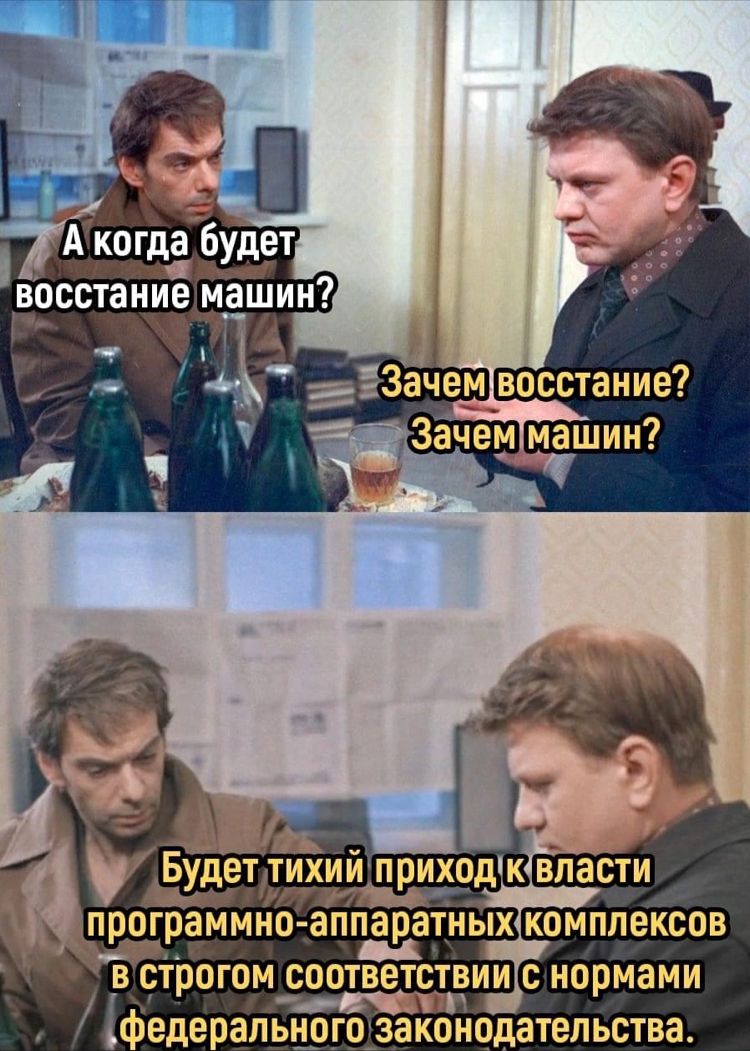 А когда будет
восстание машин?
Зачем восстание?
Зачем машин?
Будет тихий приход к власти
программно-аппаратных комплексов
в строгом соответствии с нормами
федерального законодательства.